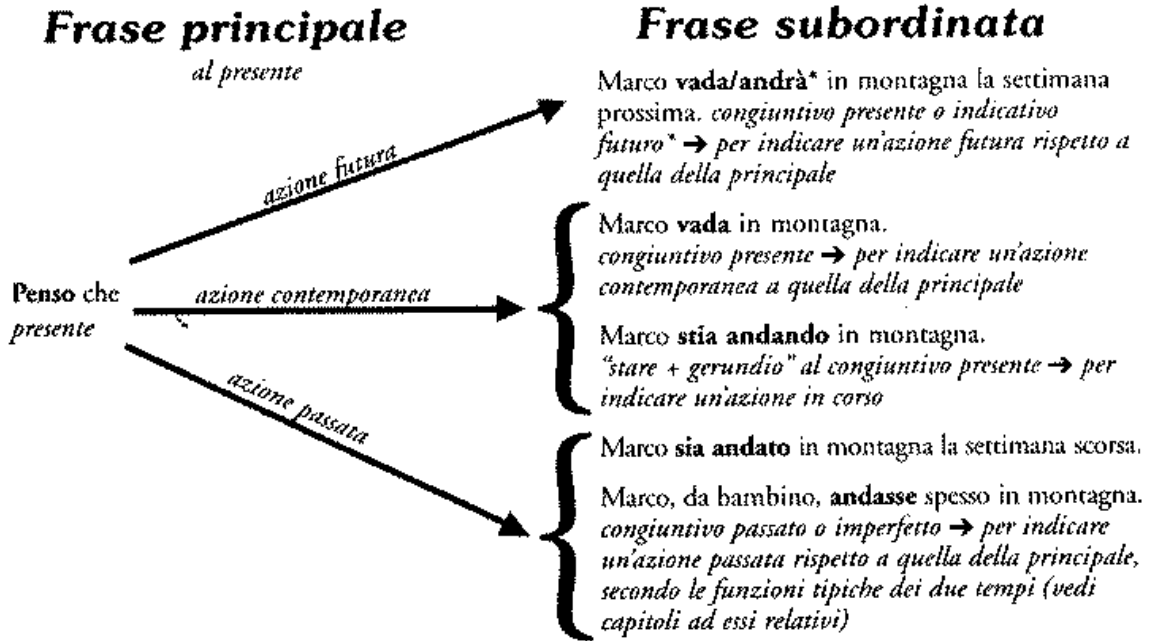 Frase principale
al presente
Frase subordinata
azione futura
Penso che
presente
azione contemporanea
azione passata
Marco vada/andrà* in montagna la settimana
prossima. congiuntivo presente o indicativo
futuro* ➔ per indicare un'azione futura rispetto a
quella della principale
Marco vada in montagna.
congiuntivo presente ➔ per indicare un'azione
contemporanea a quella della principale
Marco stia andando in montagna.
"stare + gerundio" al congiuntivo presente ➔ per
indicare un'azione in corso
Marco sia andato in montagna la settimana scorsa.
Marco, da bambino, andasse spesso in montagna.
congiuntivo passato o imperfetto ➔ per indicare
un'azione passata rispetto a quella della principale,
secondo le funzioni tipiche dei due tempi (vedi
capitoli ad essi relativi)